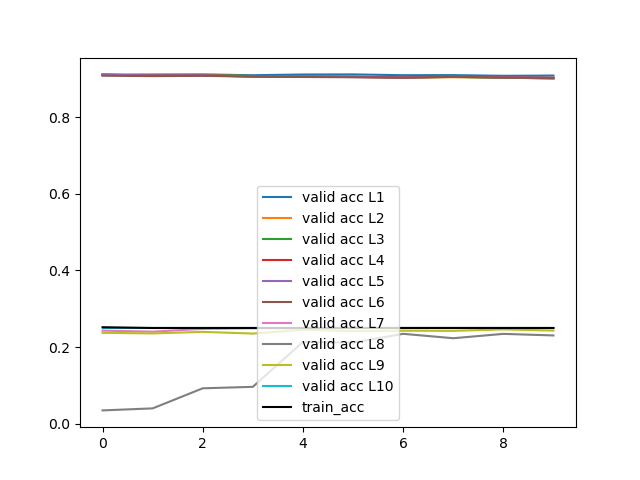 0.8
0.6
0.4
0.2
0.0
valid acc L1
valid acc L2
valid acc L3
valid acc L4
valid acc L5
valid acc L6
valid acc L7
valid acc L8
valid acc L9
valid acc L10
train_acc
0 2 4 6 8